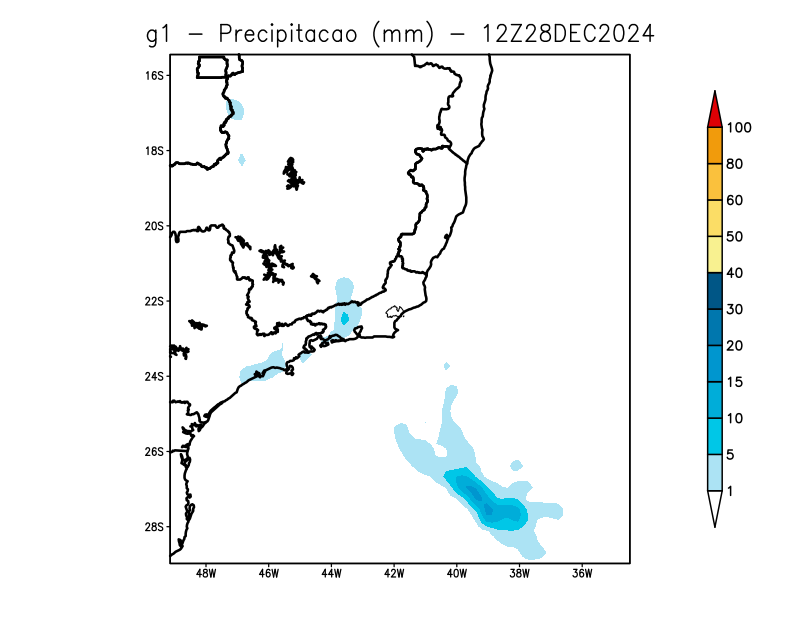 g1 – Precipitacao (mm) – 12Z28DEC2024
16S
18S
20S
22S
24S
26S
28S
48W 46W 44W 42W 40W 38W 36W
100
80
60
50
40
30
20
15
10
5
1